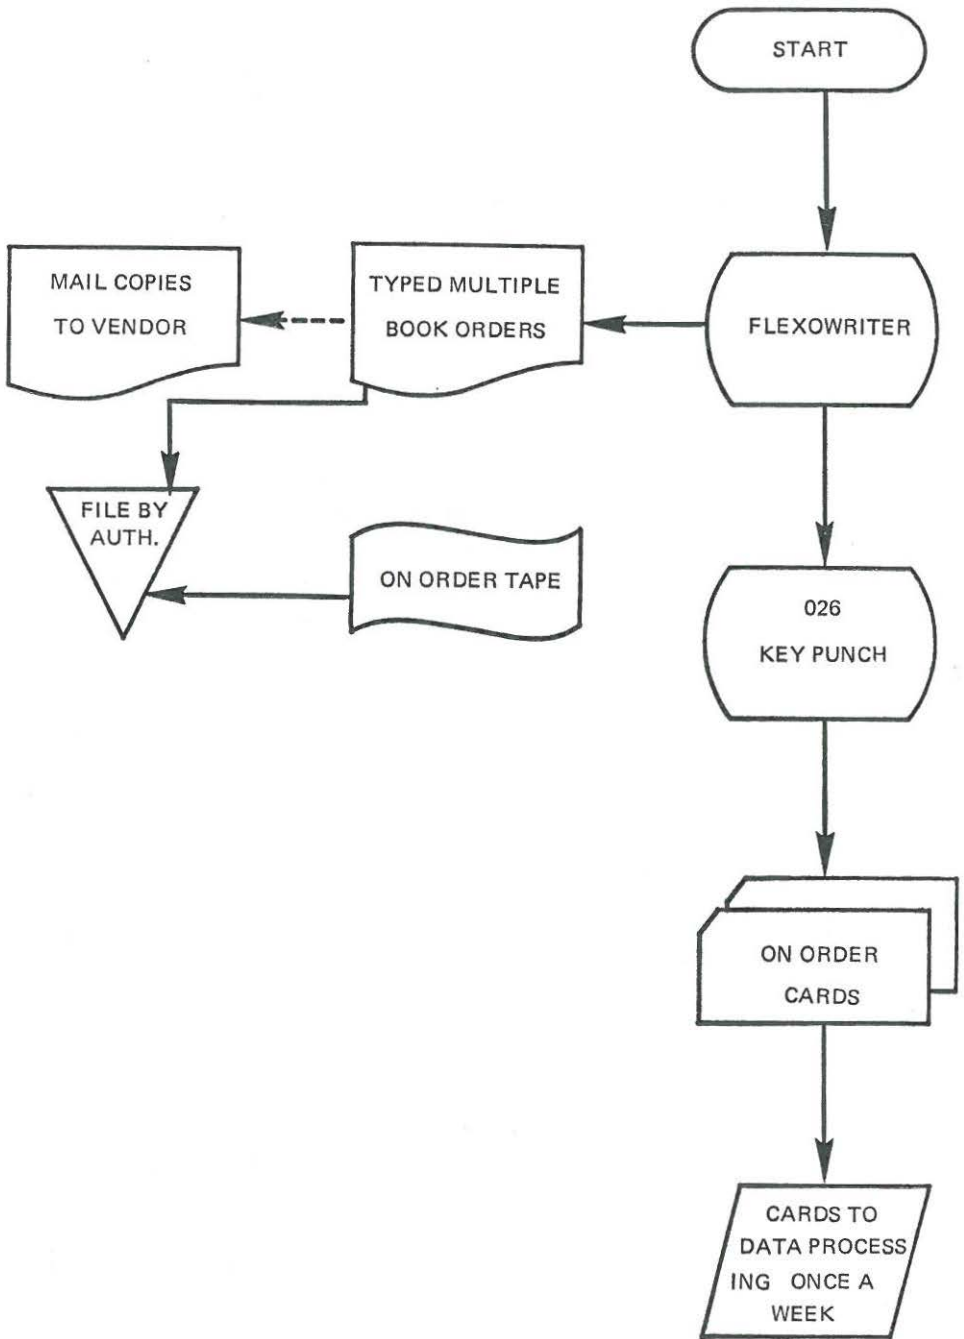 START
MAIL COPIES
TO VENDOR
TYPED MULTIPLE
BOOK ORDERS
FLEXOWRITER
FILE BY
AUTH.
ON ORDER TAPE
026
KEY PUNCH
ON ORDER
CARDS
CARDS TO
DATA PROCESS
ING ONCE A
WEEK